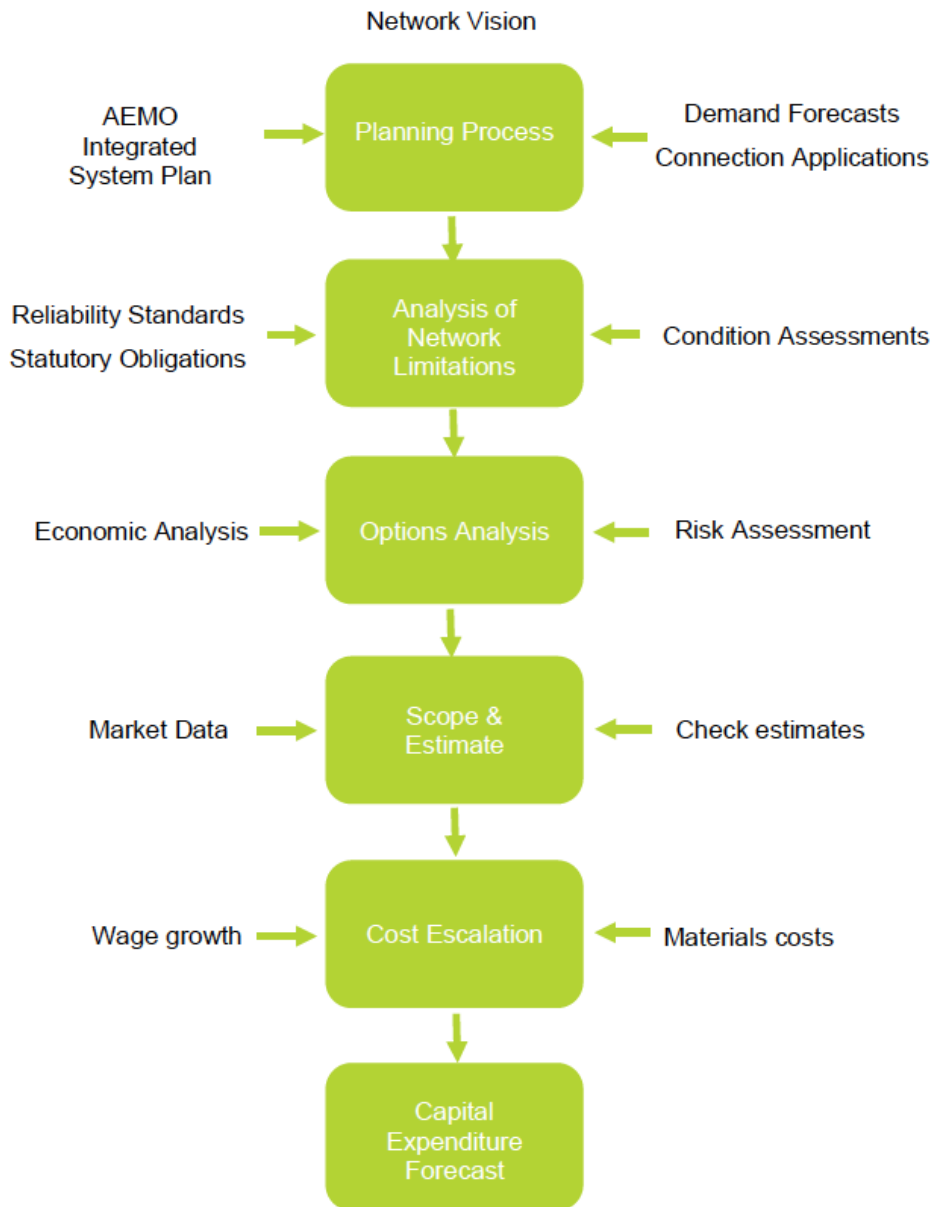 Network Vision
AEMO
Integrated
System Plan
Planning Process
Demand Forecasts
Connection Applications
Reliability Standards
Statutory Obligations
Analysis of
Network
Limitations
Condition Assessments
Economic Analysis
Options Analysis
Risk Assessment
Market Data
Scope &
Estimate
Check estimates
Wage growth
Cost Escalation
Materials costs
Capital
Expenditure
Forecast